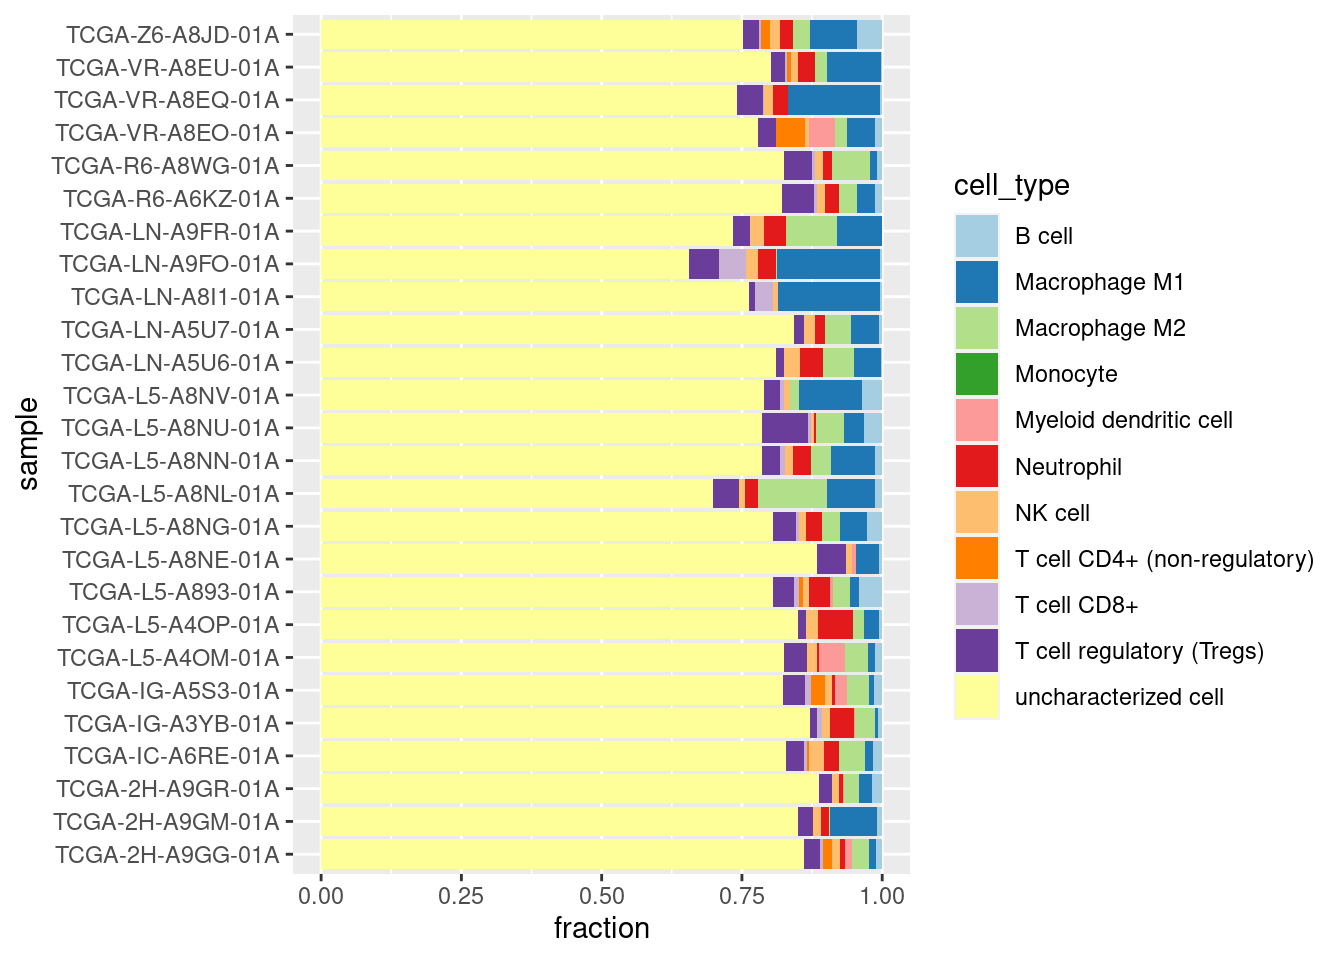 TCGA-Z6-A8JD-01A
TCGA-VR-A8EU-01A
TCGA-VR-A8EQ-01A
TCGA-VR-A8EO-01A
TCGA-R6-A8WG-01A
TCGA-R6-A6KZ-01A
TCGA-LN-A9FR-01A
TCGA-LN-A9FO-01A
TCGA-LN-A8I1-01A
TCGA-LN-A5U7-01A
TCGA-LN-A5U6-01A
TCGA-L5-A8NV-01A
TCGA-L5-A8NU-01A
TCGA-L5-A8NN-01A
TCGA-L5-A8NL-01A
TCGA-L5-A8NG-01A
TCGA-L5-A8NE-01A
TCGA-L5-A893-01A
TCGA-L5-A4OP-01A
TCGA-L5-A4OM-01A
TCGA-IG-A5S3-01A
TCGA-IG-A3YB-01A
TCGA-IC-A6RE-01A
TCGA-2H-A9GR-01A
TCGA-2H-A9GM-01A
TCGA-2H-A9GG-01A
sample
0.00 0.25 0.50 0.75 1.00
fraction
cell_type
B cell
Macrophage M1
Macrophage M2
Monocyte
Myeloid dendritic cell
Neutrophil
NK cell
T cell CD4+ (non-regulatory)
T cell CD8+
T cell regulatory (Tregs)
uncharacterized cell